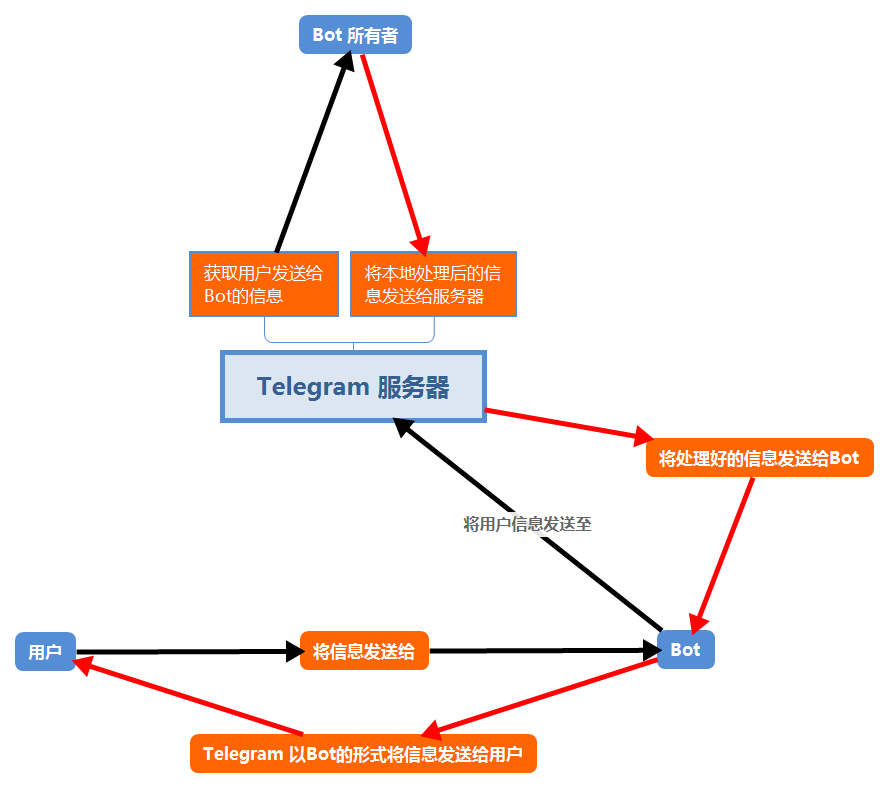 Bot 所有者
获取用户发送给
Bot的信息
将本地处理后的信
息发送给服务器
Telegram 服务器
将处理好的信息发送给Bot
将用户信息发送至
用户
将信息发送给
Bot
Telegram 以Bot的形式将信息发送给用户